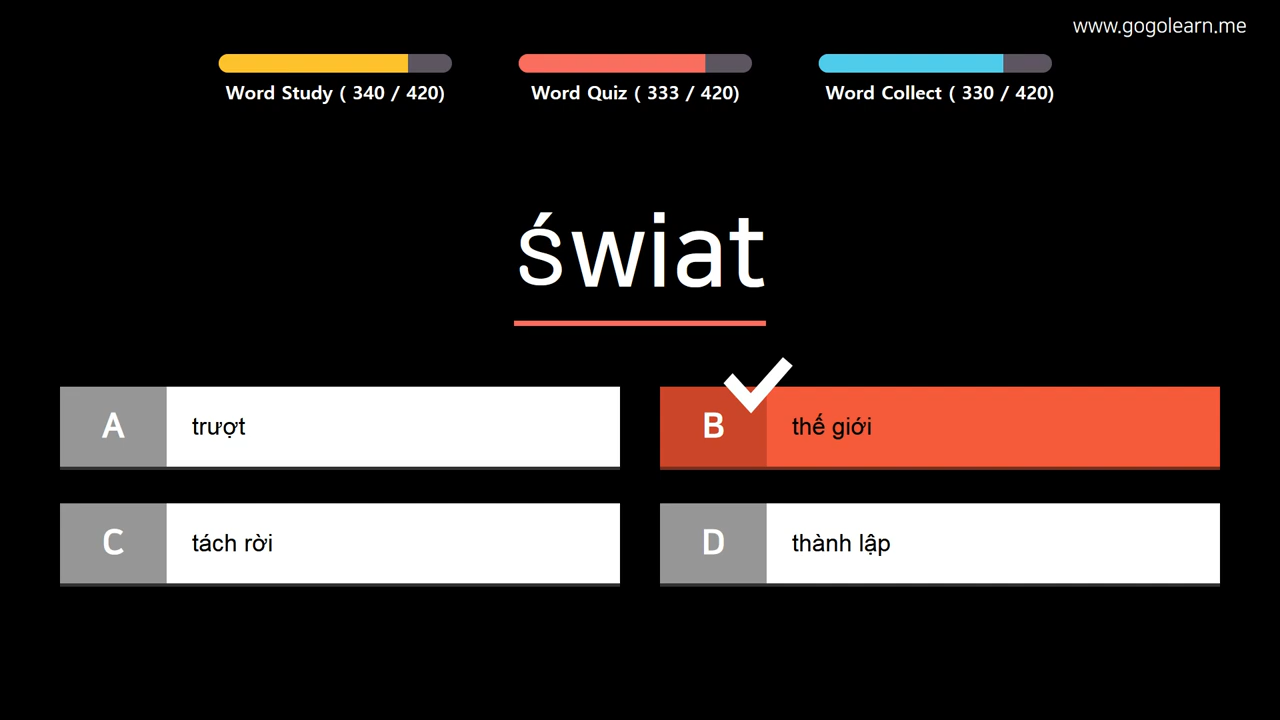 www.gogolearn.me
Word Study ( 340 / 420)
Word Quiz ( 333 / 420)
Word Collect ( 330 / 420)
świat
A
trượt
B
thế giới
C
tách rời
D
thành lập